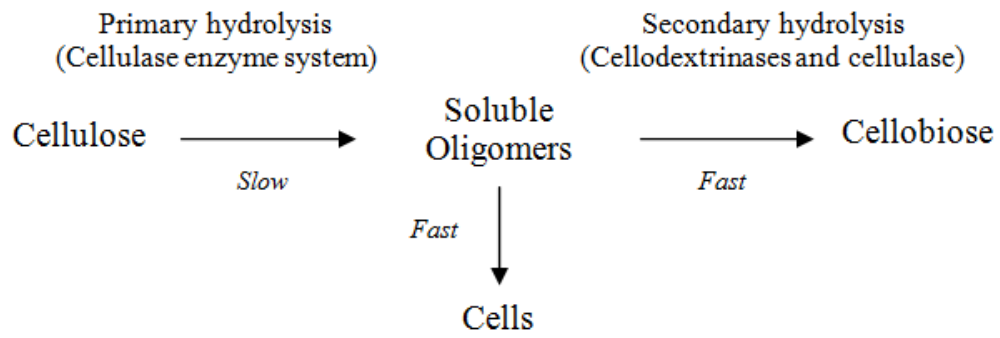 Primary hydrolysis
(Cellulase enzyme system)
Secondary hydrolysis
(Cellodextrinases and cellulase)
Cellulose
Slow
Soluble
Oligomers
Fast
Cellobiose
Fast
Cells